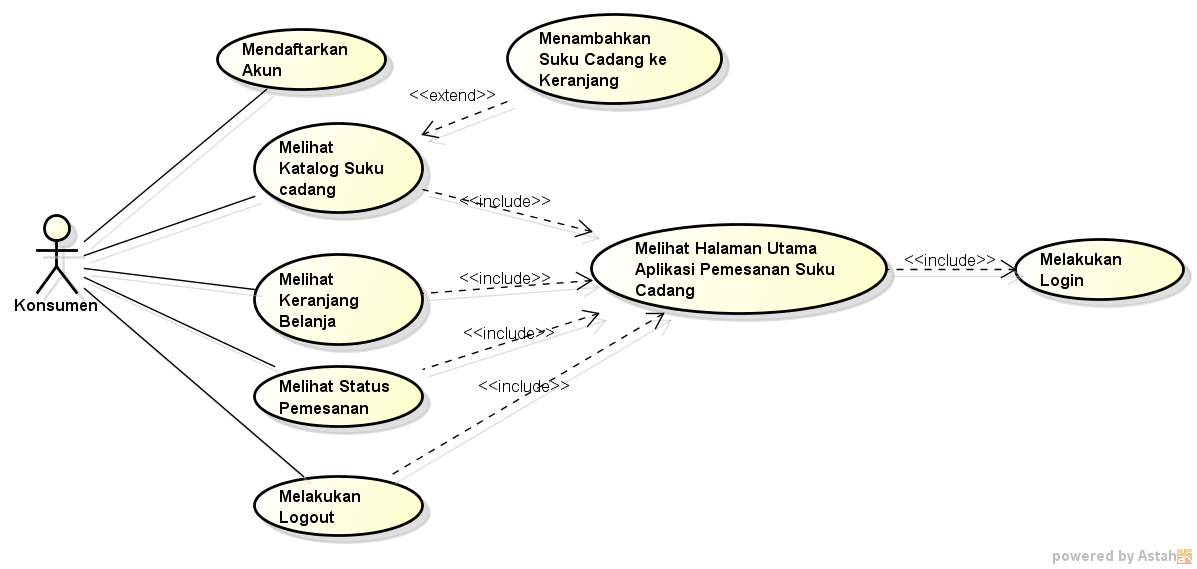 Mendaftarkan
Akun
Menambahkan
Suku Cadang ke
Keranjang
<<extend>>
Melihat
Katalog Suku
cadang
<<include>>
Konsumen
Melihat
Keranjang
Belanja
<<include>>
Melihat Halaman Utama
Aplikasi Pemesanan Suku
Cadang
<<include>>
Melakukan
Login
<<include>>
Melihat Status
Pemesanan
<<include>>
Melakukan
Logout
powered by Astah